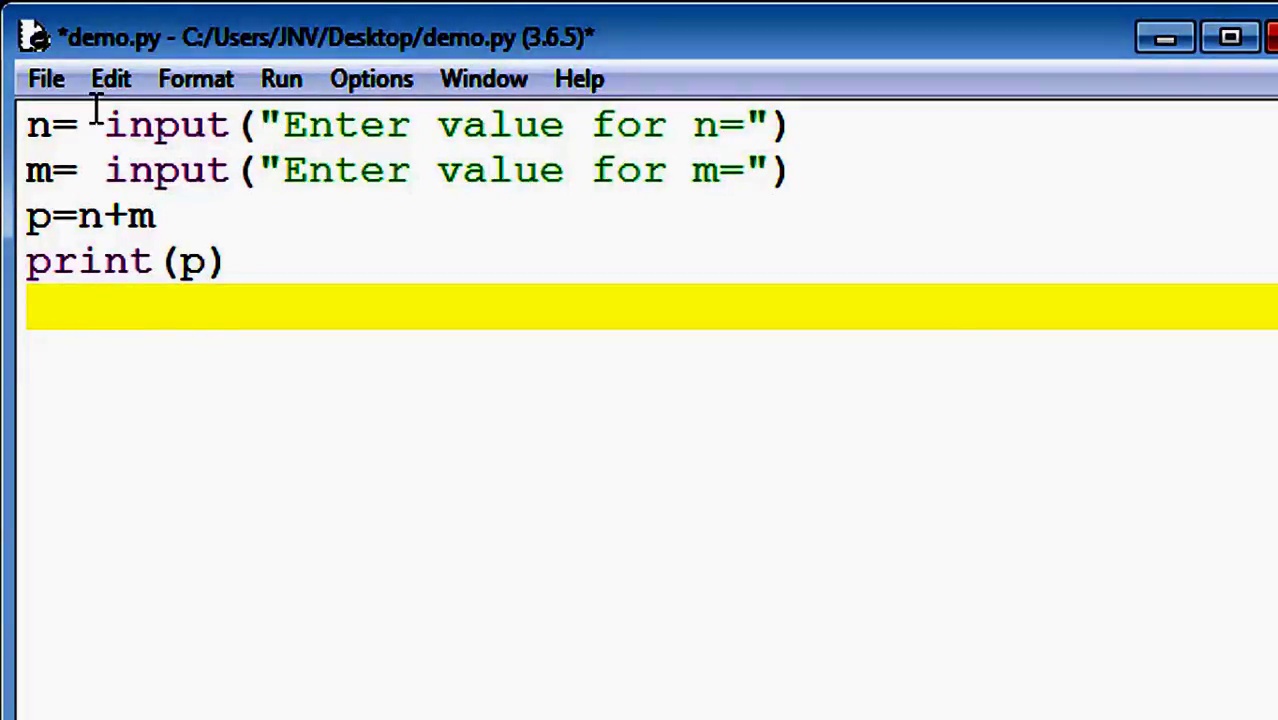 *demo.py - C:/Users/JNV/Desktop/demo.py (3.6.5)*
File Edit Format Run Options Window Help
n= input("Enter value for n=")
m= input("Enter value for m=")
p=n+m
print(p)